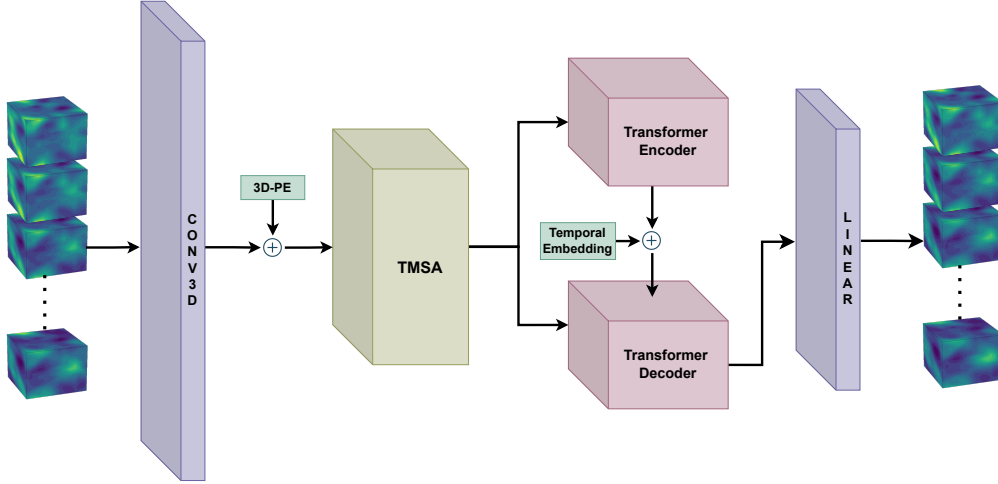 CONV3D
3D-PE
TMSA
Transformer
Encoder
Temporal
Embedding
Transformer
Decoder
LINEAR